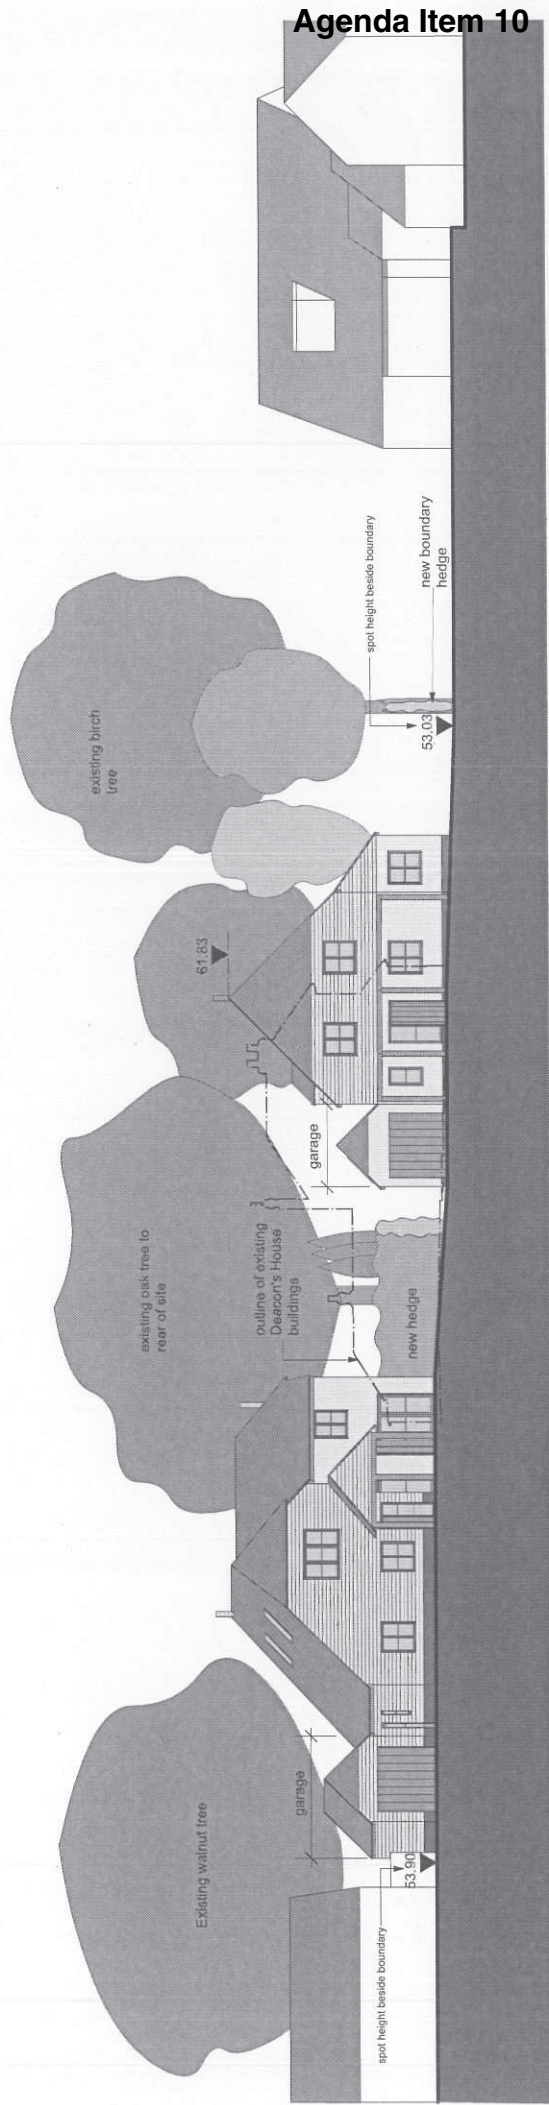 Agenda Item 10
Existing walnut tree
spot height beside boundary
53.90
garage
existing oak tree to
rear of site
outline of existing
Deacon's House
buildings
new hedge
garage
61.83
existing birch
tree
53.03
spot height beside boundary
new boundary
hedge